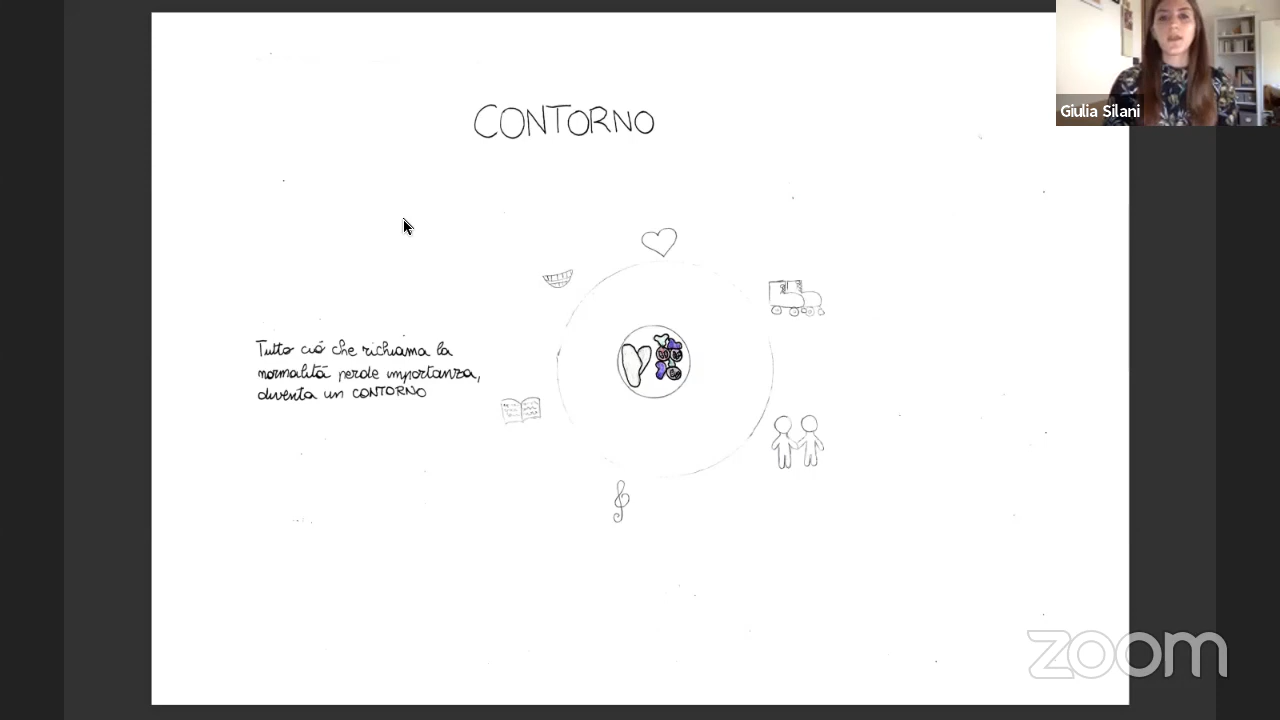 Giulia Silani
CONTORNO
Tutto ciò che richiama la
normalità perde importanza,
diventa un CONTORNO
zoom